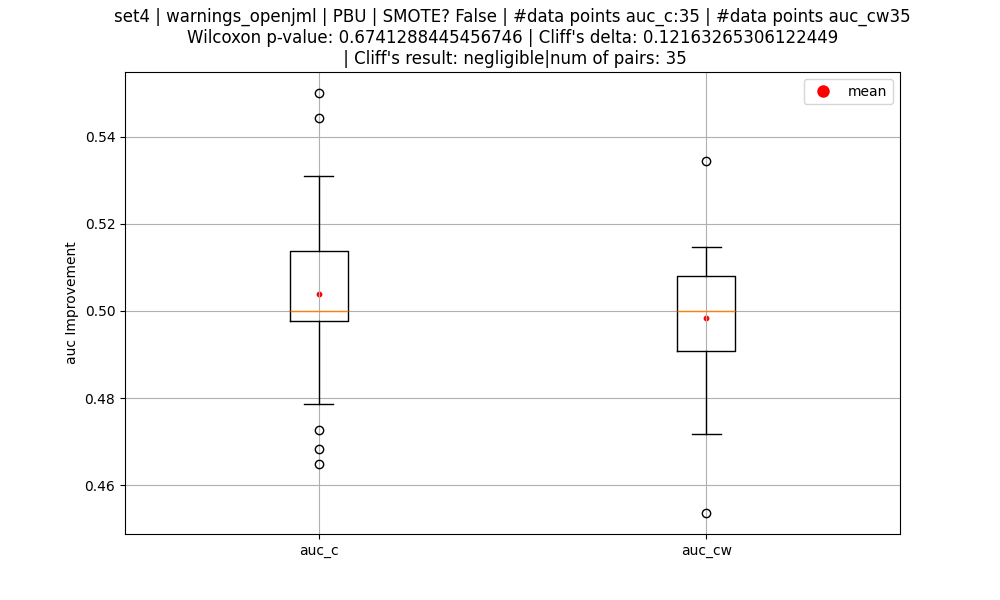 set4 | warnings_openjml | PBU | SMOTE? False | #data points auc_c:35 | #data points auc_cw35
Wilcoxon p-value: 0.6741288445456746 | Cliff's delta: 0.12163265306122449
| Cliff's result: negligible|num of pairs: 35
mean
0.54
0.52
0.50
0.48
0.46
auc Improvement
auc_c
auc_cw